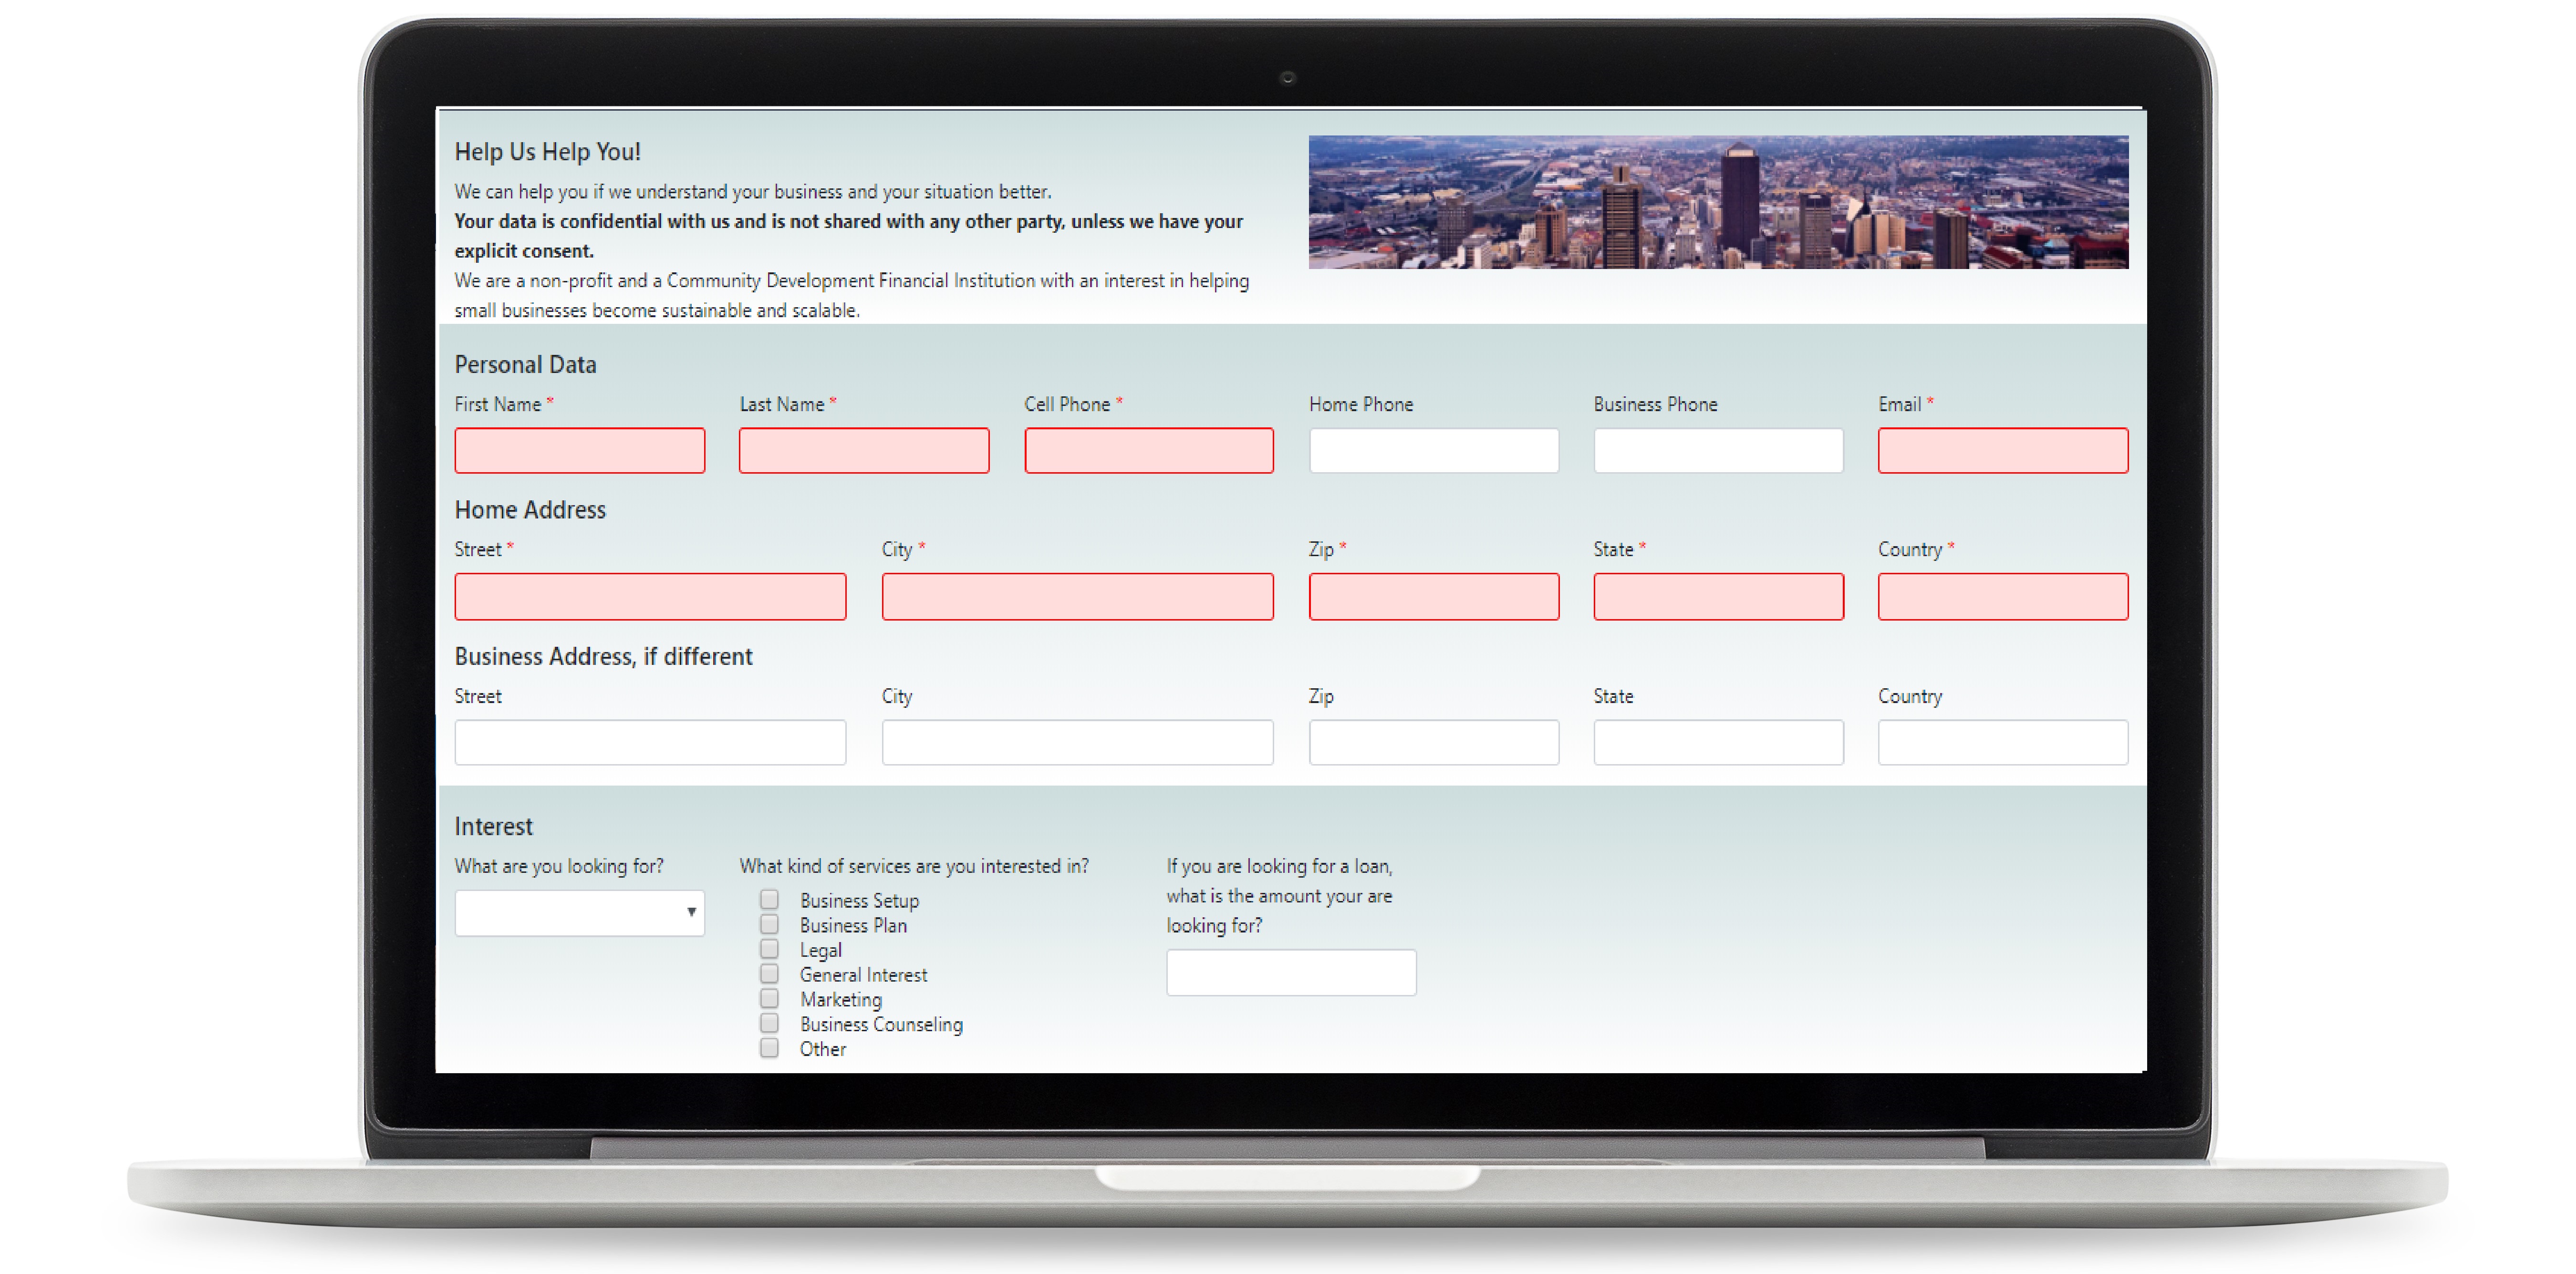 Help Us Help You!
We can help you if we understand your business and your situation better.
Your data is confidential with us and is not shared with any other party, unless we have your
explicit consent.
We are a non-profit and a Community Development Financial Institution with an interest in helping
small businesses become sustainable and scalable.
Personal Data
First Name * Last Name * Cell Phone * Home Phone Business Phone Email *
Home Address
Street * City * Zip * State * Country *
Business Address, if different
Street City Zip State Country
Interest
What are you looking for?
What kind of services are you interested in?
Business Setup
Business Plan
Legal
General Interest
Marketing
Business Counseling
Other
If you are looking for a loan,
what is the amount your are
looking for?